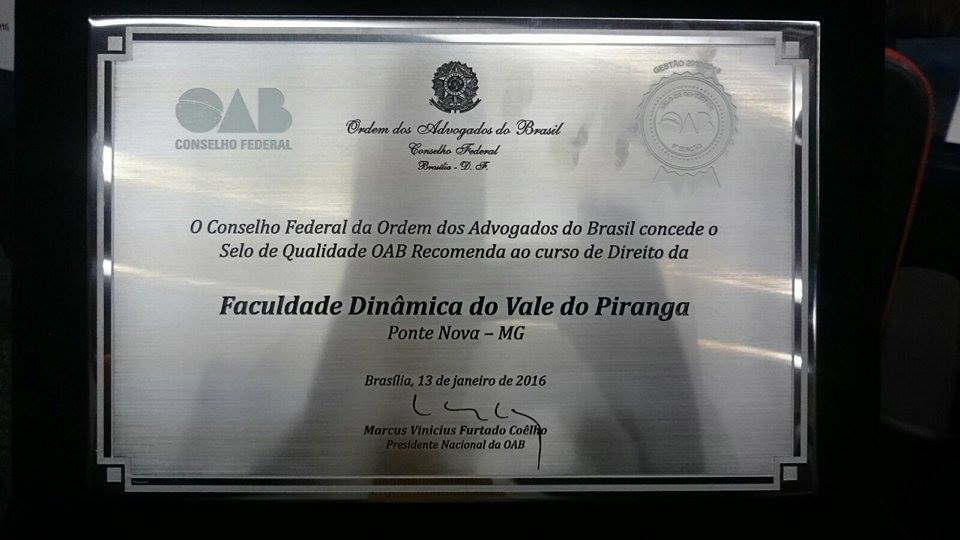 OAB
CONSELHO FEDERAL
Ordem dos Advogados do Brasil
Conselho Federal
Brasília - D. F.
GESTÃO
OAB
O Conselho Federal da Ordem dos Advogados do Brasil concede o
Selo de Qualidade OAB Recomenda ao curso de Direito da
Faculdade Dinâmica do Vale do Piranga
Ponte Nova – MG
Brasília, 13 de janeiro de 2016
Marcus Vinicius Furtado Coêlho
Presidente Nacional da OAB